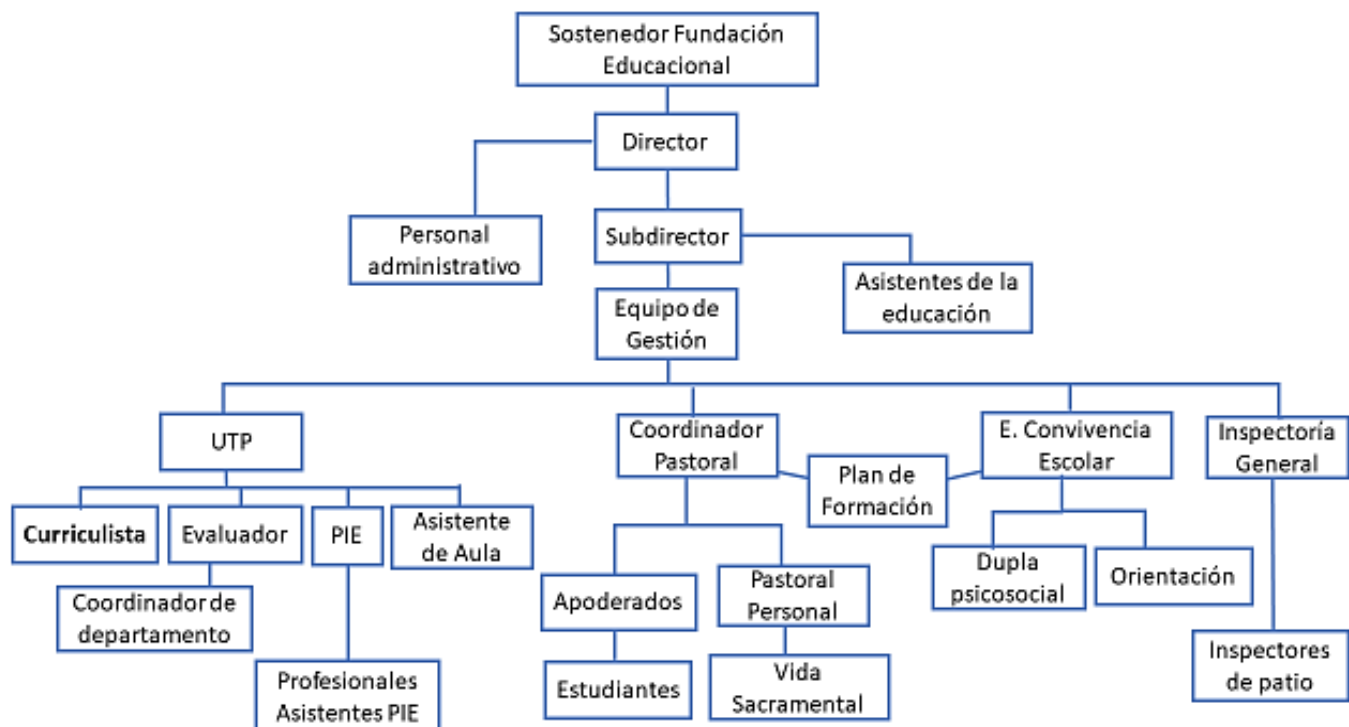 Sostenedor Fundación
Educacional
Director
Personal
administrativo
Subdirector
Asistentes de la
educación
Equipo de
Gestión
UTP
Coordinador
Pastoral
Plan de
Formación
E. Convivencia
Escolar
Inspectoría
General
Curriculista
Evaluador
PIE
Asistente
de Aula
Coordinador de
departamento
Profesionales
Asistentes PIE
Apoderados
Estudiantes
Pastoral
Personal
Vida
Sacramental
Dupla
psicosocial
Orientación
Inspectores
de patio